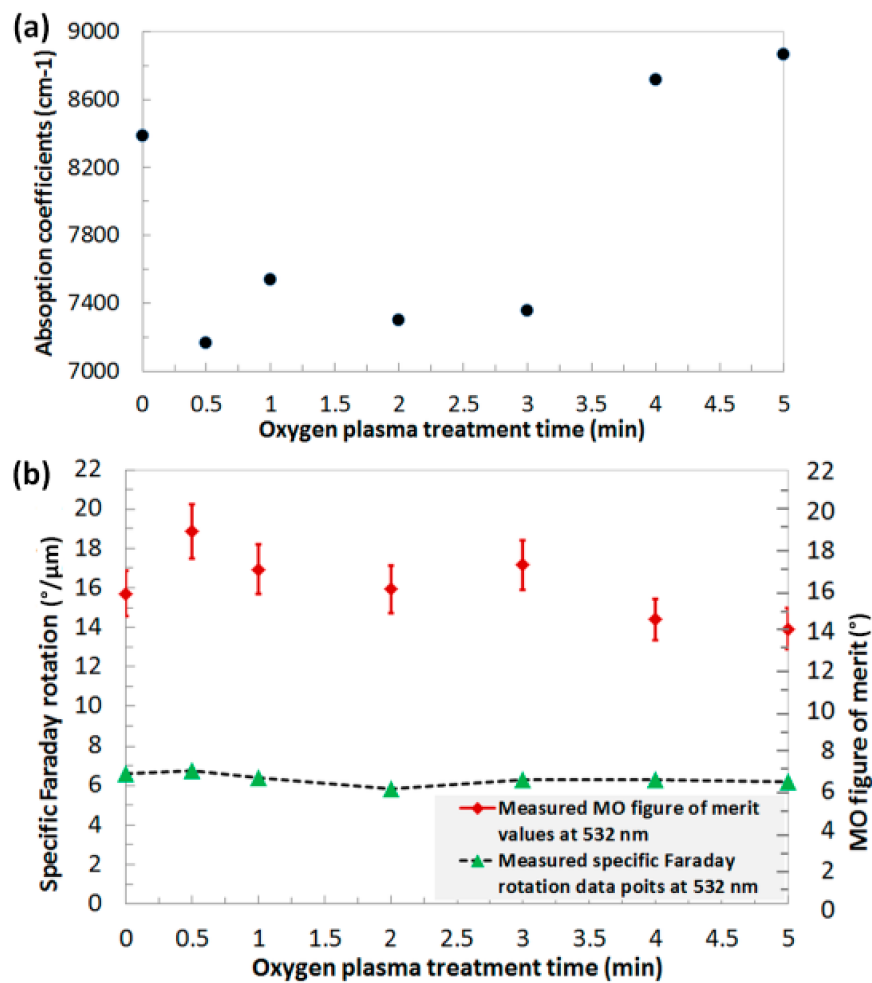 (a)
Absoption coefficients (cm-1)
9000
8600
8200
7800
7400
7000
0 0.5 1 1.5 2 2.5 3 3.5 4 4.5 5
Oxygen plasma treatment time (min)
(b)
Specific Faraday rotation (°/μm)
22
20
18
16
14
12
10
8
6
4
2
0
22
20
18
16
14
12
10
8
6
4
2
0
MO figure of merit (°)
Measured MO figure of merit
values at 532 nm
Measured specific Faraday
rotation data poits at 532 nm
0 0.5 1 1.5 2 2.5 3 3.5 4 4.5 5
Oxygen plasma treatment time (min)